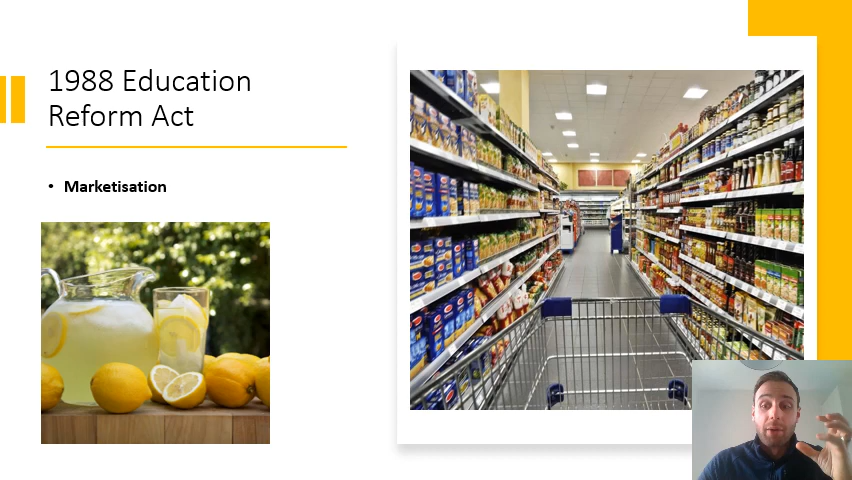 1988 Education
Reform Act
• Marketisation